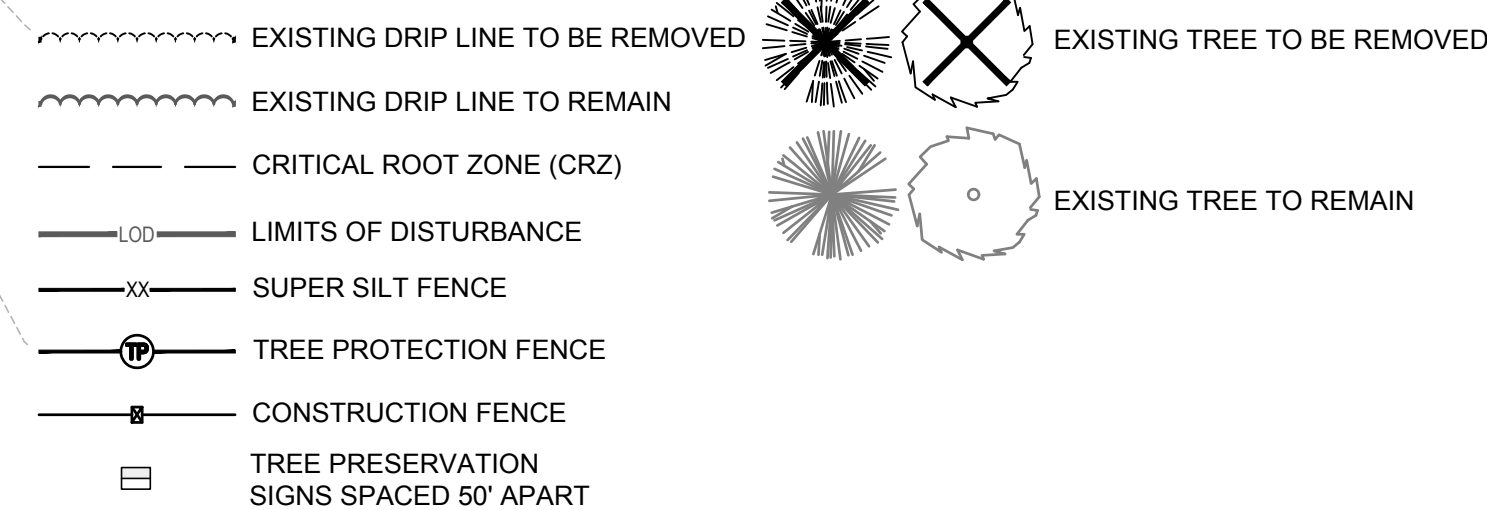 EXISTING DRIP LINE TO BE REMOVED
EXISTING DRIP LINE TO REMAIN
CRITICAL ROOT ZONE (CRZ)
LOD LIMITS OF DISTURBANCE
XX SUPER SILT FENCE
TP TREE PROTECTION FENCE
CONSTRUCTION FENCE
TREE PRESERVATION
SIGNS SPACED 50' APART
EXISTING TREE TO BE REMOVED
EXISTING TREE TO REMAIN